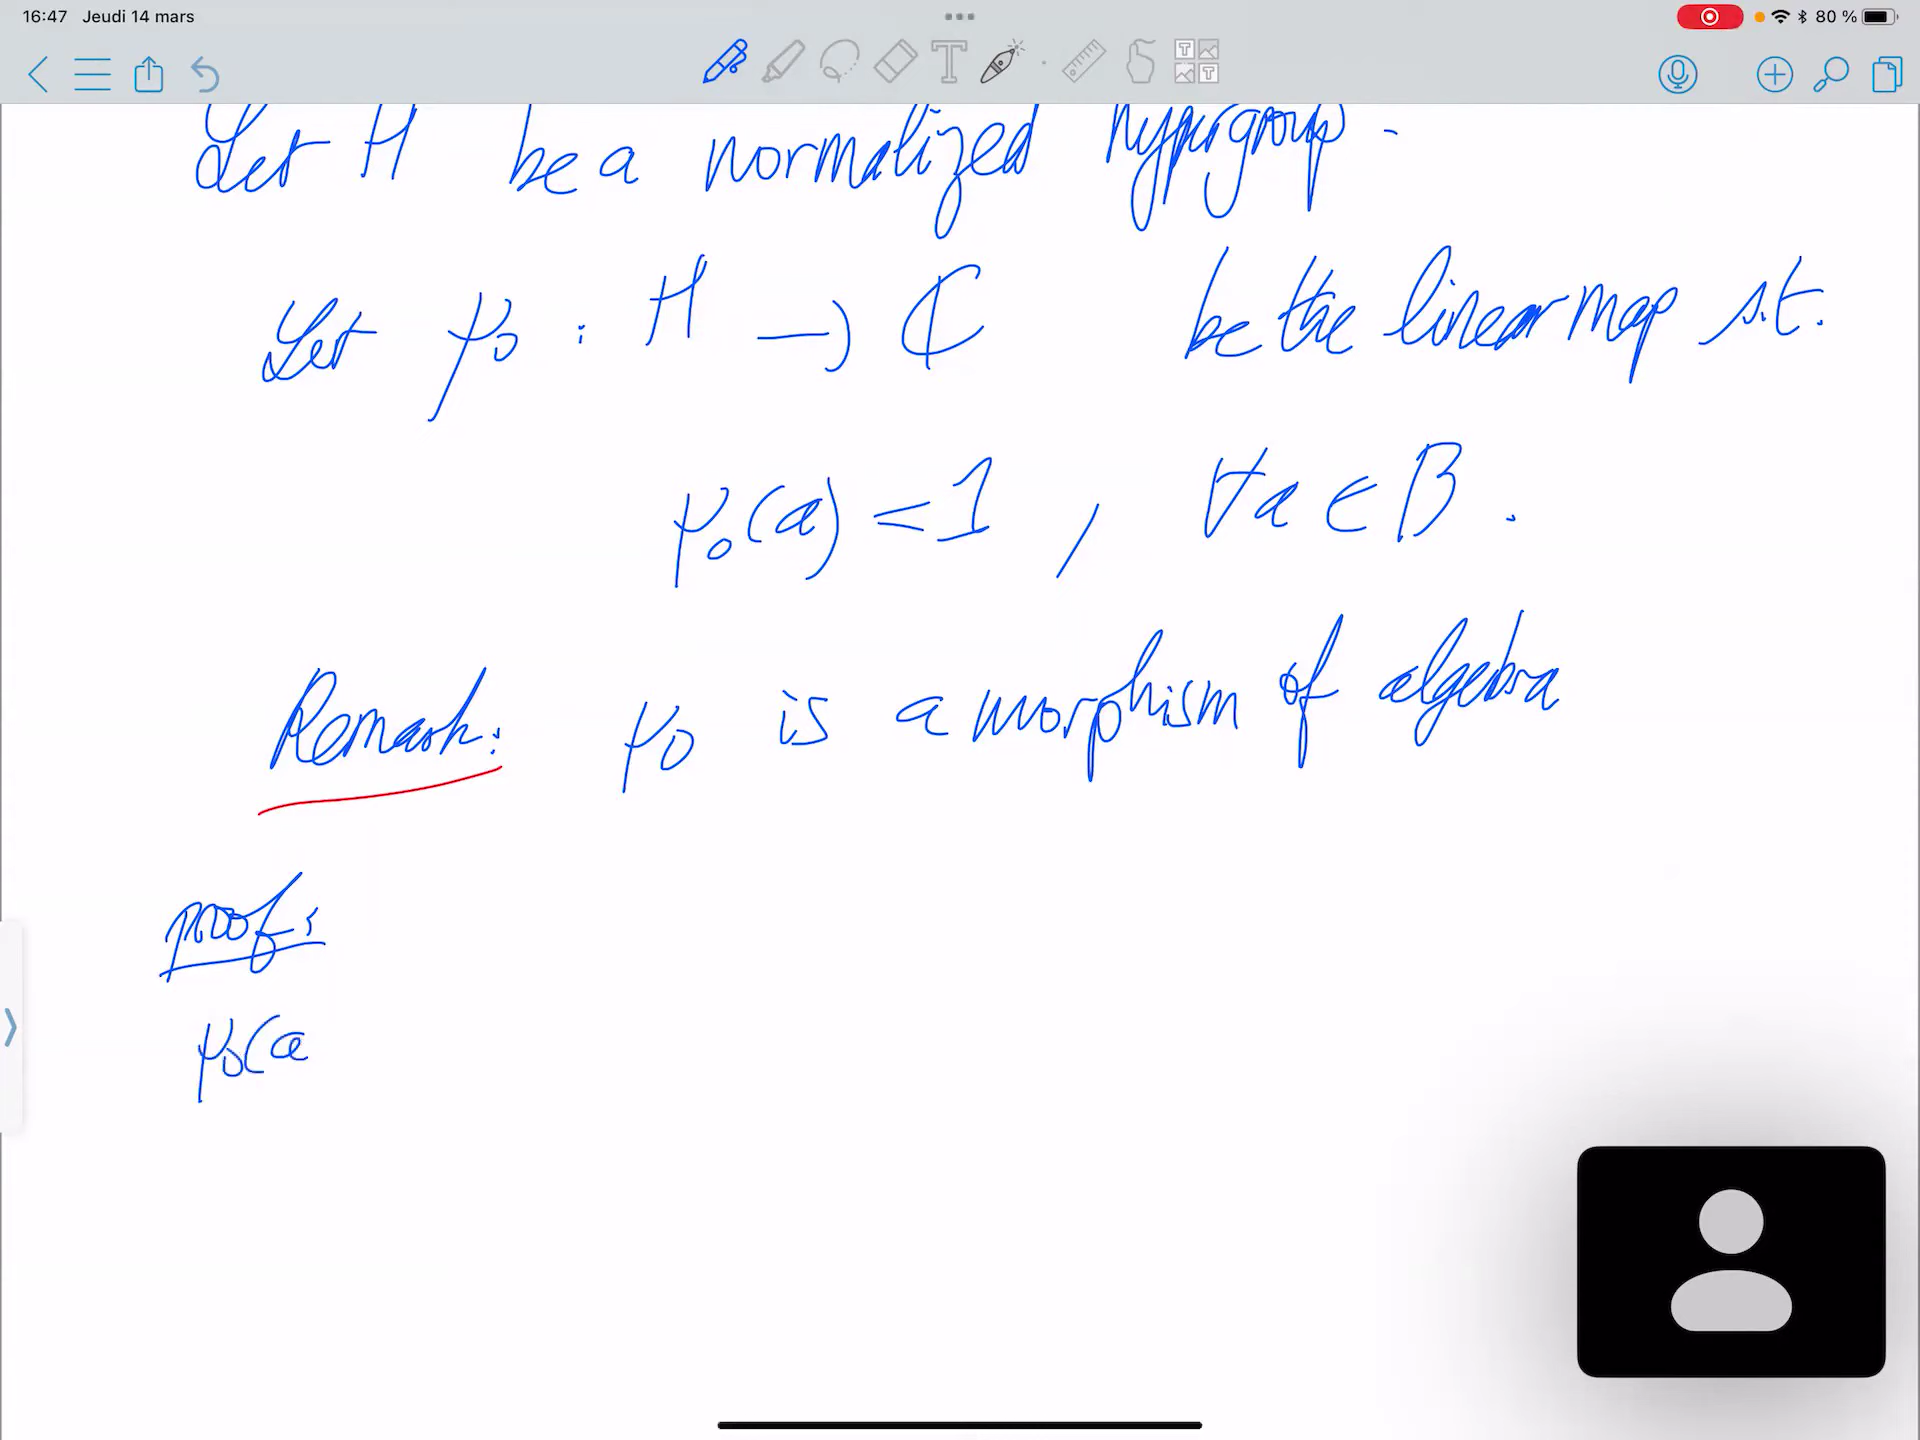 16:47 Jeudi 14 mars 80 %
Let H be a normalized hypergroup.
Let μ₀ : H → ℂ be the linear map s.t.
μ₀(a) = 1 , ∀a ∈ B .
Remark: μ₀ is a morphism of algebra
proof:
μ₀(a